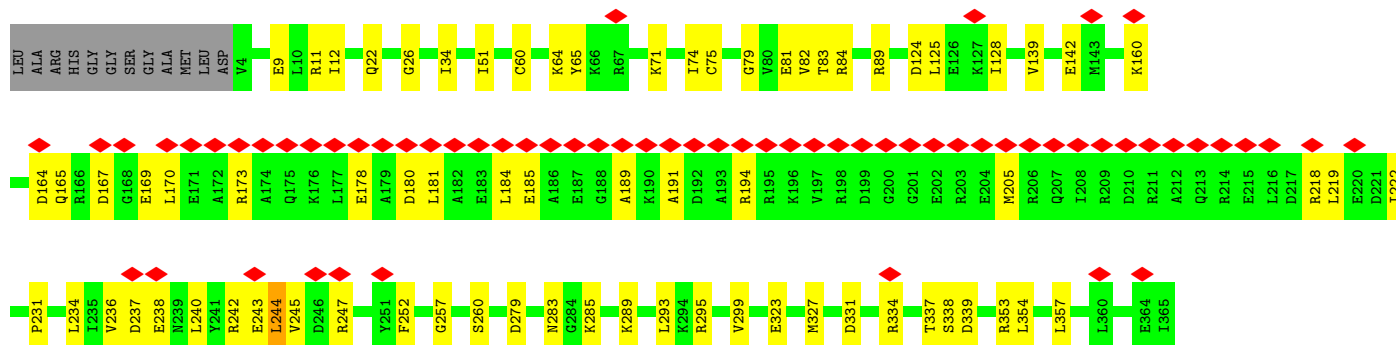 LEU ALA ARG HIS GLY GLY SER GLY ALA MET LEU ASP V4 E9 L10 R11 I12 Q22 G26 I34 I51 C60 K64 Y65 K66 R67 K71 I74 C75 G79 V80 E81 V82 T83 R84 R89 D124 L125 E126 K127 I128 V139 E142 M143 K160
D164 Q165 R166 D167 G168 E169 L170 E171 A172 R173 A174 Q175 K176 L177 E178 A179 D180 L181 A182 E183 L184 E185 A186 E187 G188 A189 K190 A191 D192 A193 R194 R195 K196 V197 R198 D199 G200 G201 E202 R203 E204 M205 R206 Q207 I208 R209 D210 R211 A212 Q213 R214 E215 L216 D217 R218 L219 E220 D221
P231 L234 I235 V236 D237 E238 N239 L240 Y241 R242 E243 L244 V245 D246 R247 Y251 F252 G257 S260 D279 N283 G284 K285 K289 L293 K294 R295 V299 E323 M327 D331 R334 T337 S338 D339 R353 L354 L357 L360 E364 I365